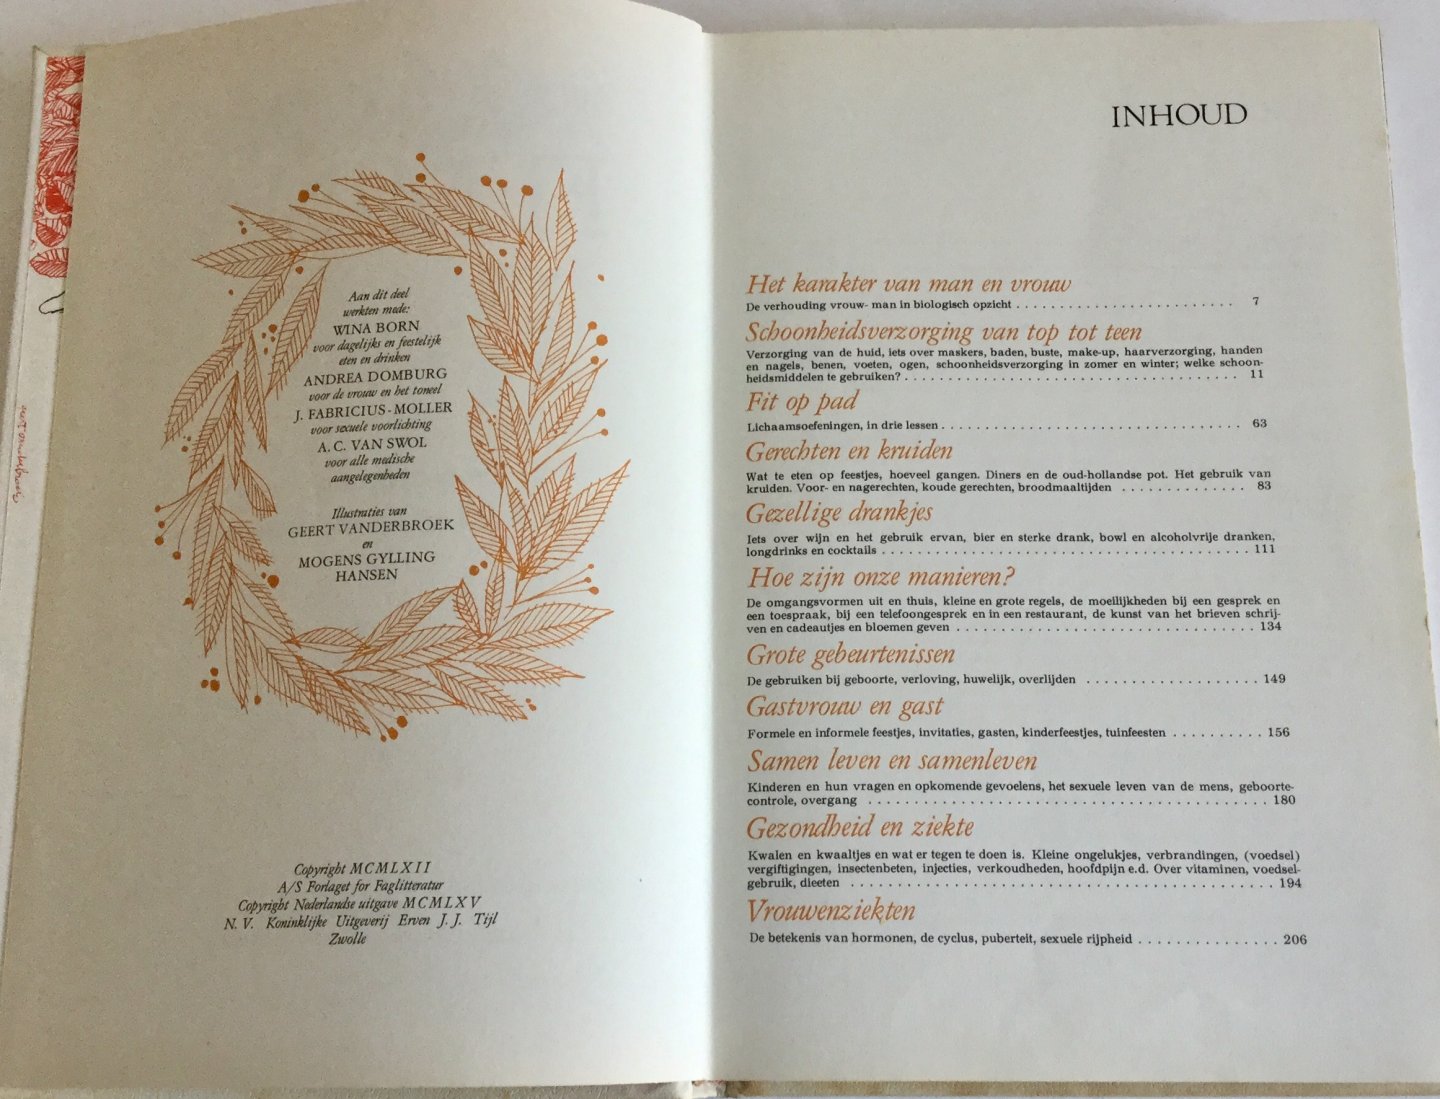 Aan dit deel
werkten mede:
WINA BORN
voor dagelijks en feestelijk
eten en drinken
ANDREA DOMBURG
voor de vrouw en het toneel
J. FABRICIUS-MOLLER
voor sexuele voorlichting
A. C. VAN SWOL
voor alle medische
aangelegenheden
Illustraties van
GEERT VANDERBROEK
en
MOGENS GYLLING
HANSEN
Copyright MCMLXII
A/S Forlaget for Faglitteratur
Copyright Nederlandse uitgave MCMLXV
N. V. Koninklijke Uitgeverij Erven J. J. Tijl
Zwolle
INHOUD
Het karakter van man en vrouw
De verhouding vrouw- man in biologisch opzicht . . . . . . . . . . . . . . . . . . . . . . . . 7
Schoonheidsverzorging van top tot teen
Verzorging van de huid, iets over maskers, baden, buste, make-up, haarverzorging, handen
en nagels, benen, voeten, ogen, schoonheidsverzorging in zomer en winter; welke schoon-
heidsmiddelen te gebruiken? . . . . . . . . . . . . . . . . . . . . . . . . . . . . . . . . . . . . 11
Fit op pad
Lichaamsoefeningen, in drie lessen . . . . . . . . . . . . . . . . . . . . . . . . . . . . . . . . 63
Gerechten en kruiden
Wat te eten op feestjes, hoeveel gangen. Diners en de oud-hollandse pot. Het gebruik van
kruiden. Voor- en nagerechten, koude gerechten, broodmaaltijden . . . . . . . . . . . . . . 83
Gezellige drankjes
Iets over wijn en het gebruik ervan, bier en sterke drank, bowl en alcoholvrije dranken,
longdrinks en cocktails . . . . . . . . . . . . . . . . . . . . . . . . . . . . . . . . . . . . . . . . 111
Hoe zijn onze manieren?
De omgangsvormen uit en thuis, kleine en grote regels, de moeilijkheden bij een gesprek en
een toespraak, bij een telefoongesprek en in een restaurant, de kunst van het brieven schrij-
ven en cadeautjes en bloemen geven . . . . . . . . . . . . . . . . . . . . . . . . . . . . . . . . 134
Grote gebeurtenissen
De gebruiken bij geboorte, verloving, huwelijk, overlijden . . . . . . . . . . . . . . . . . . . 149
Gastvrouw en gast
Formele en informele feestjes, invitaties, gasten, kinderfeestjes, tuinfeesten . . . . . . . . . . 156
Samen leven en samenleven
Kinderen en hun vragen en opkomende gevoelens, het sexuele leven van de mens, geboorte-
controle, overgang . . . . . . . . . . . . . . . . . . . . . . . . . . . . . . . . . . . . . . . . . . . 180
Gezondheid en ziekte
Kwalen en kwaaltjes en wat er tegen te doen is. Kleine ongelukjes, verbrandingen, (voedsel)
vergiftigingen, insectenbeten, injecties, verkoudheden, hoofdpijn e.d. Over vitaminen, voedsel-
gebruik, dieeten . . . . . . . . . . . . . . . . . . . . . . . . . . . . . . . . . . . . . . . . . . . . . 194
Vrouwenziekten
De betekenis van hormonen, de cyclus, puberteit, sexuele rijpheid . . . . . . . . . . . . . . . 206